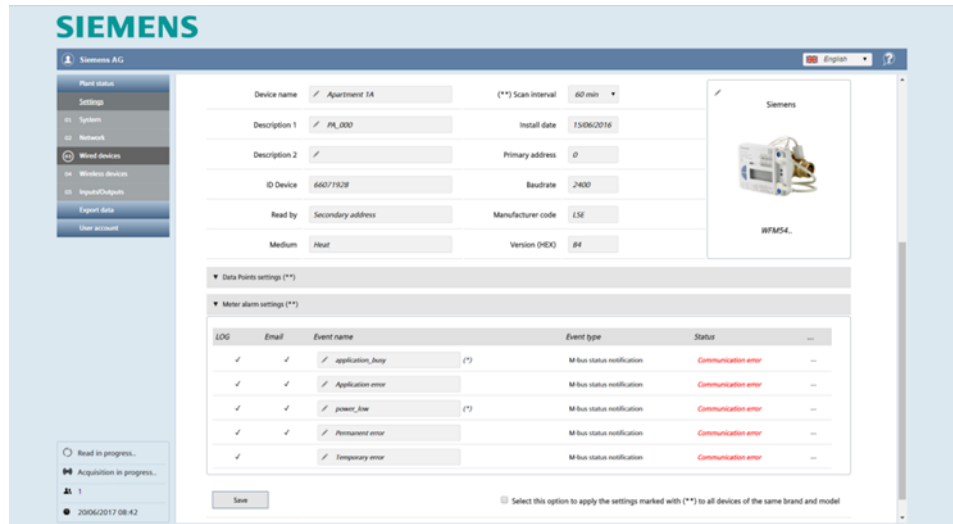 SIEMENS
Siemens AG
English
Plant status
Settings
01 System
02 Network
03 Wired devices
04 Wireless devices
05 Inputs/Outputs
Export data
User account
Device name Apartment 1A (**) Scan interval 60 min
Description 1 PA_000 Install date 15/06/2016
Description 2 Primary address 0
ID Device 66071928 Baudrate 2400
Read by Secondary address Manufacturer code LSE
Medium Heat Version (HEX) 84
Siemens
WFM54..
Data Points settings (**)
Meter alarm settings (**)
LOG Email Event name Event type Status ...
application_busy (*) M-bus status notification Communication error ...
Application error M-bus status notification Communication error ...
power_low (*) M-bus status notification Communication error ...
Permanent error M-bus status notification Communication error ...
Temporary error M-bus status notification Communication error ...
Save Select this option to apply the settings marked with (**) to all devices of the same brand and model
Read in progress..
Acquisition in progress..
1
20/06/2017 08:42